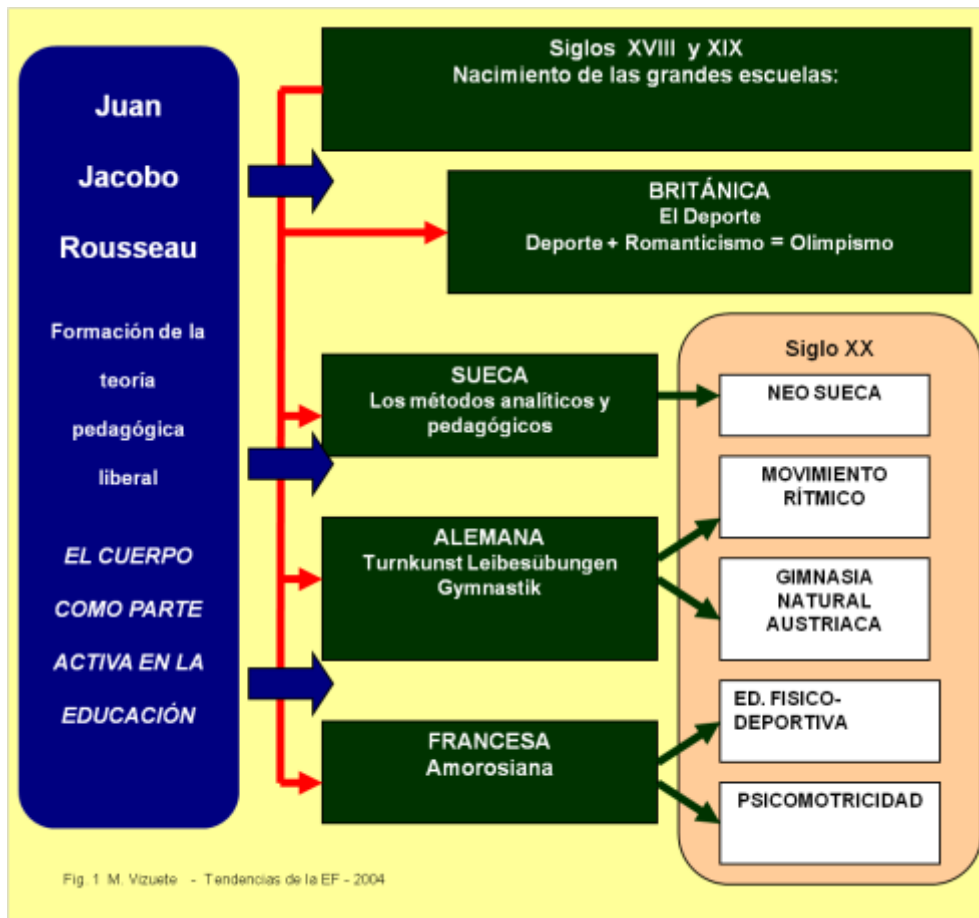 Juan
Jacobo
Rousseau
Formación de la
teoría
pedagógica
liberal
EL CUERPO
COMO PARTE
ACTIVA EN LA
EDUCACIÓN
Siglos XVIII y XIX
Nacimiento de las grandes escuelas:
BRITÁNICA
El Deporte
Deporte + Romanticismo = Olimpismo
SUECA
Los métodos analíticos y
pedagógicos
ALEMANA
Turnkunst Leibesübungen
Gymnastik
FRANCESA
Amorosiana
Siglo XX
NEO SUECA
MOVIMIENTO
RÍTMICO
GIMNASIA
NATURAL
AUSTRIACA
ED. FISICO-
DEPORTIVA
PSICOMOTRICIDAD
Fig. 1 M. Vizuete - Tendencias de la EF - 2004